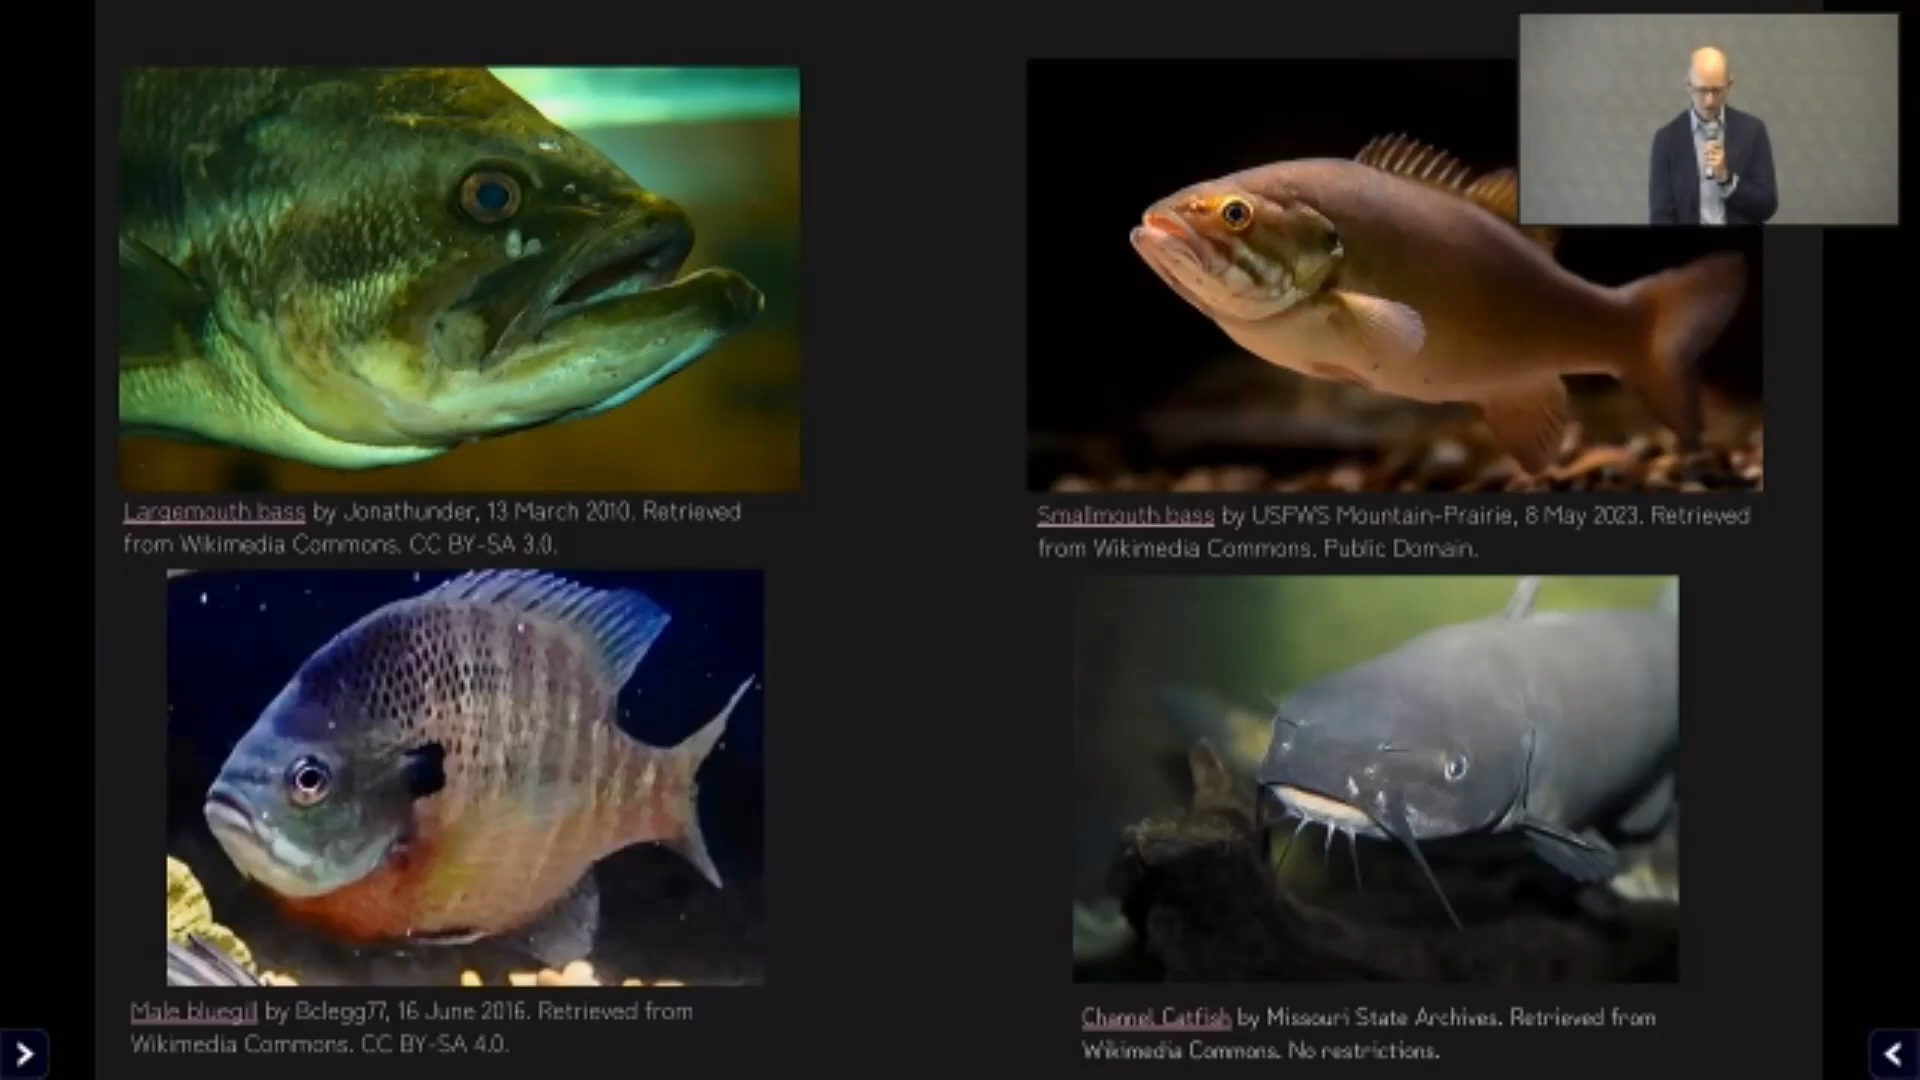 Largemouth bass by Jonathunder, 13 March 2010. Retrieved
from Wikimedia Commons. CC BY-SA 3.0.
Smallmouth bass by USFWS Mountain-Prairie, 8 May 2023. Retrieved
from Wikimedia Commons. Public Domain.
Male bluegill by Bclegg77, 16 June 2016. Retrieved from
Wikimedia Commons. CC BY-SA 4.0.
Channel Catfish by Missouri State Archives. Retrieved from
Wikimedia Commons. No restrictions.